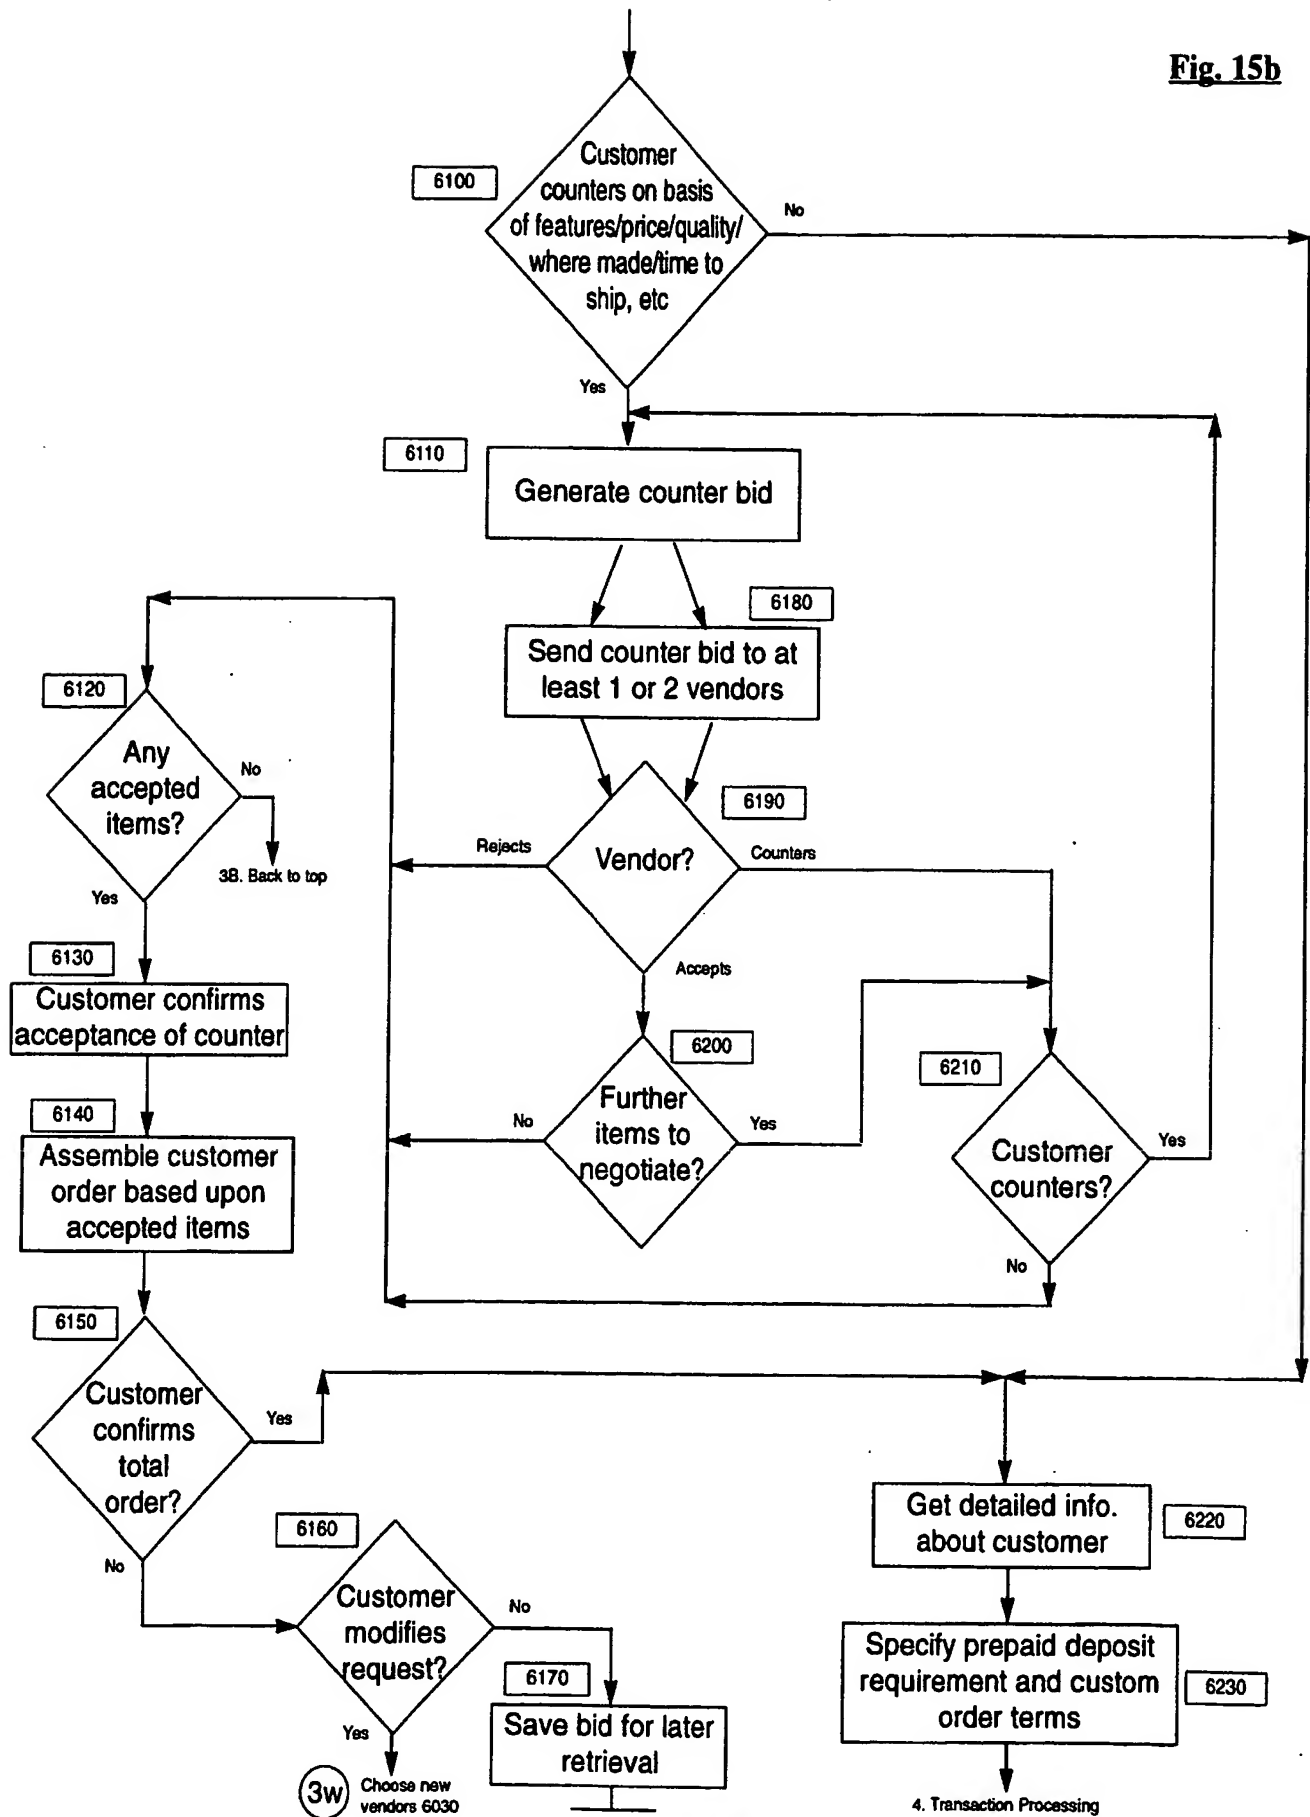 Fig. 15b
6100
Customer
counters on basis
of features/price/quality/
where made/time to
ship, etc
No
Yes
6110
Generate counter bid
6180
Send counter bid to at
least 1 or 2 vendors
6120
Any
accepted
items?
No
3B. Back to top
Yes
6190
Vendor?
Rejects
Counters
Accepts
6130
Customer confirms
acceptance of counter
6200
Further
items to
negotiate?
No
Yes
6210
Customer
counters?
Yes
No
6140
Assemble customer
order based upon
accepted items
6150
Customer
confirms
total
order?
Yes
No
6160
Customer
modifies
request?
No
Yes
3w
Choose new
vendors 6030
6170
Save bid for later
retrieval
Get detailed info.
about customer
6220
Specify prepaid deposit
requirement and custom
order terms
6230
4. Transaction Processing